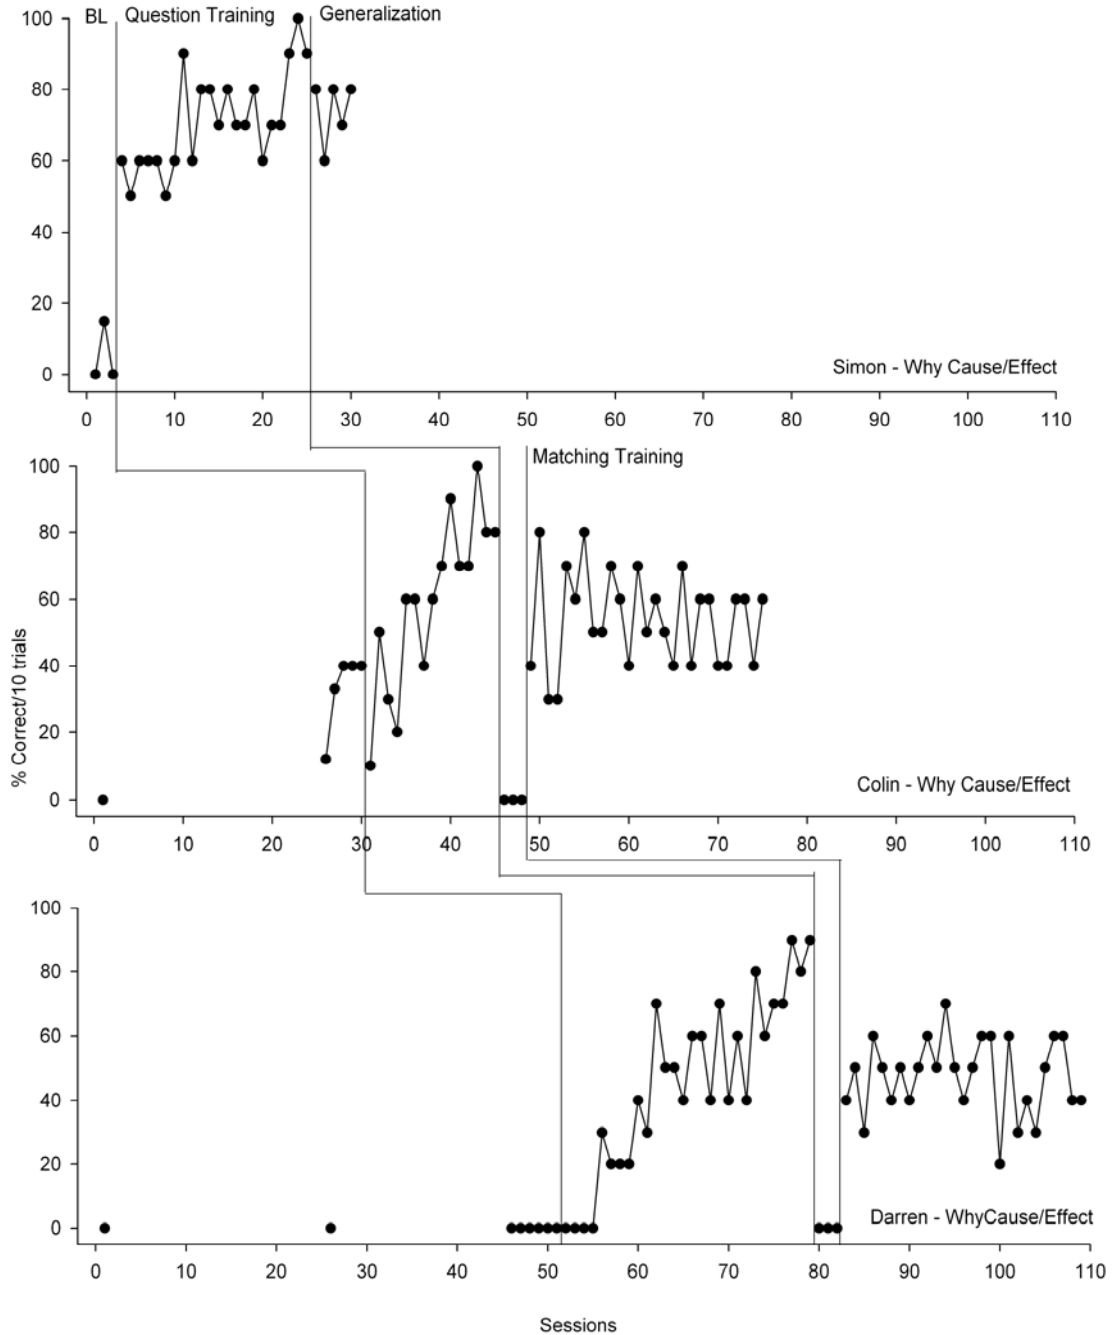 BL Question Training Generalization
100
80
60
40
20
0
Simon - Why Cause/Effect
0 10 20 30 40 50 60 70 80 90 100 110
Matching Training
100
80
60
40
20
0
% Correct/10 trials
Colin - Why Cause/Effect
0 10 20 30 40 50 60 70 80 90 100 110
100
80
60
40
20
0
Darren - WhyCause/Effect
0 10 20 30 40 50 60 70 80 90 100 110
Sessions